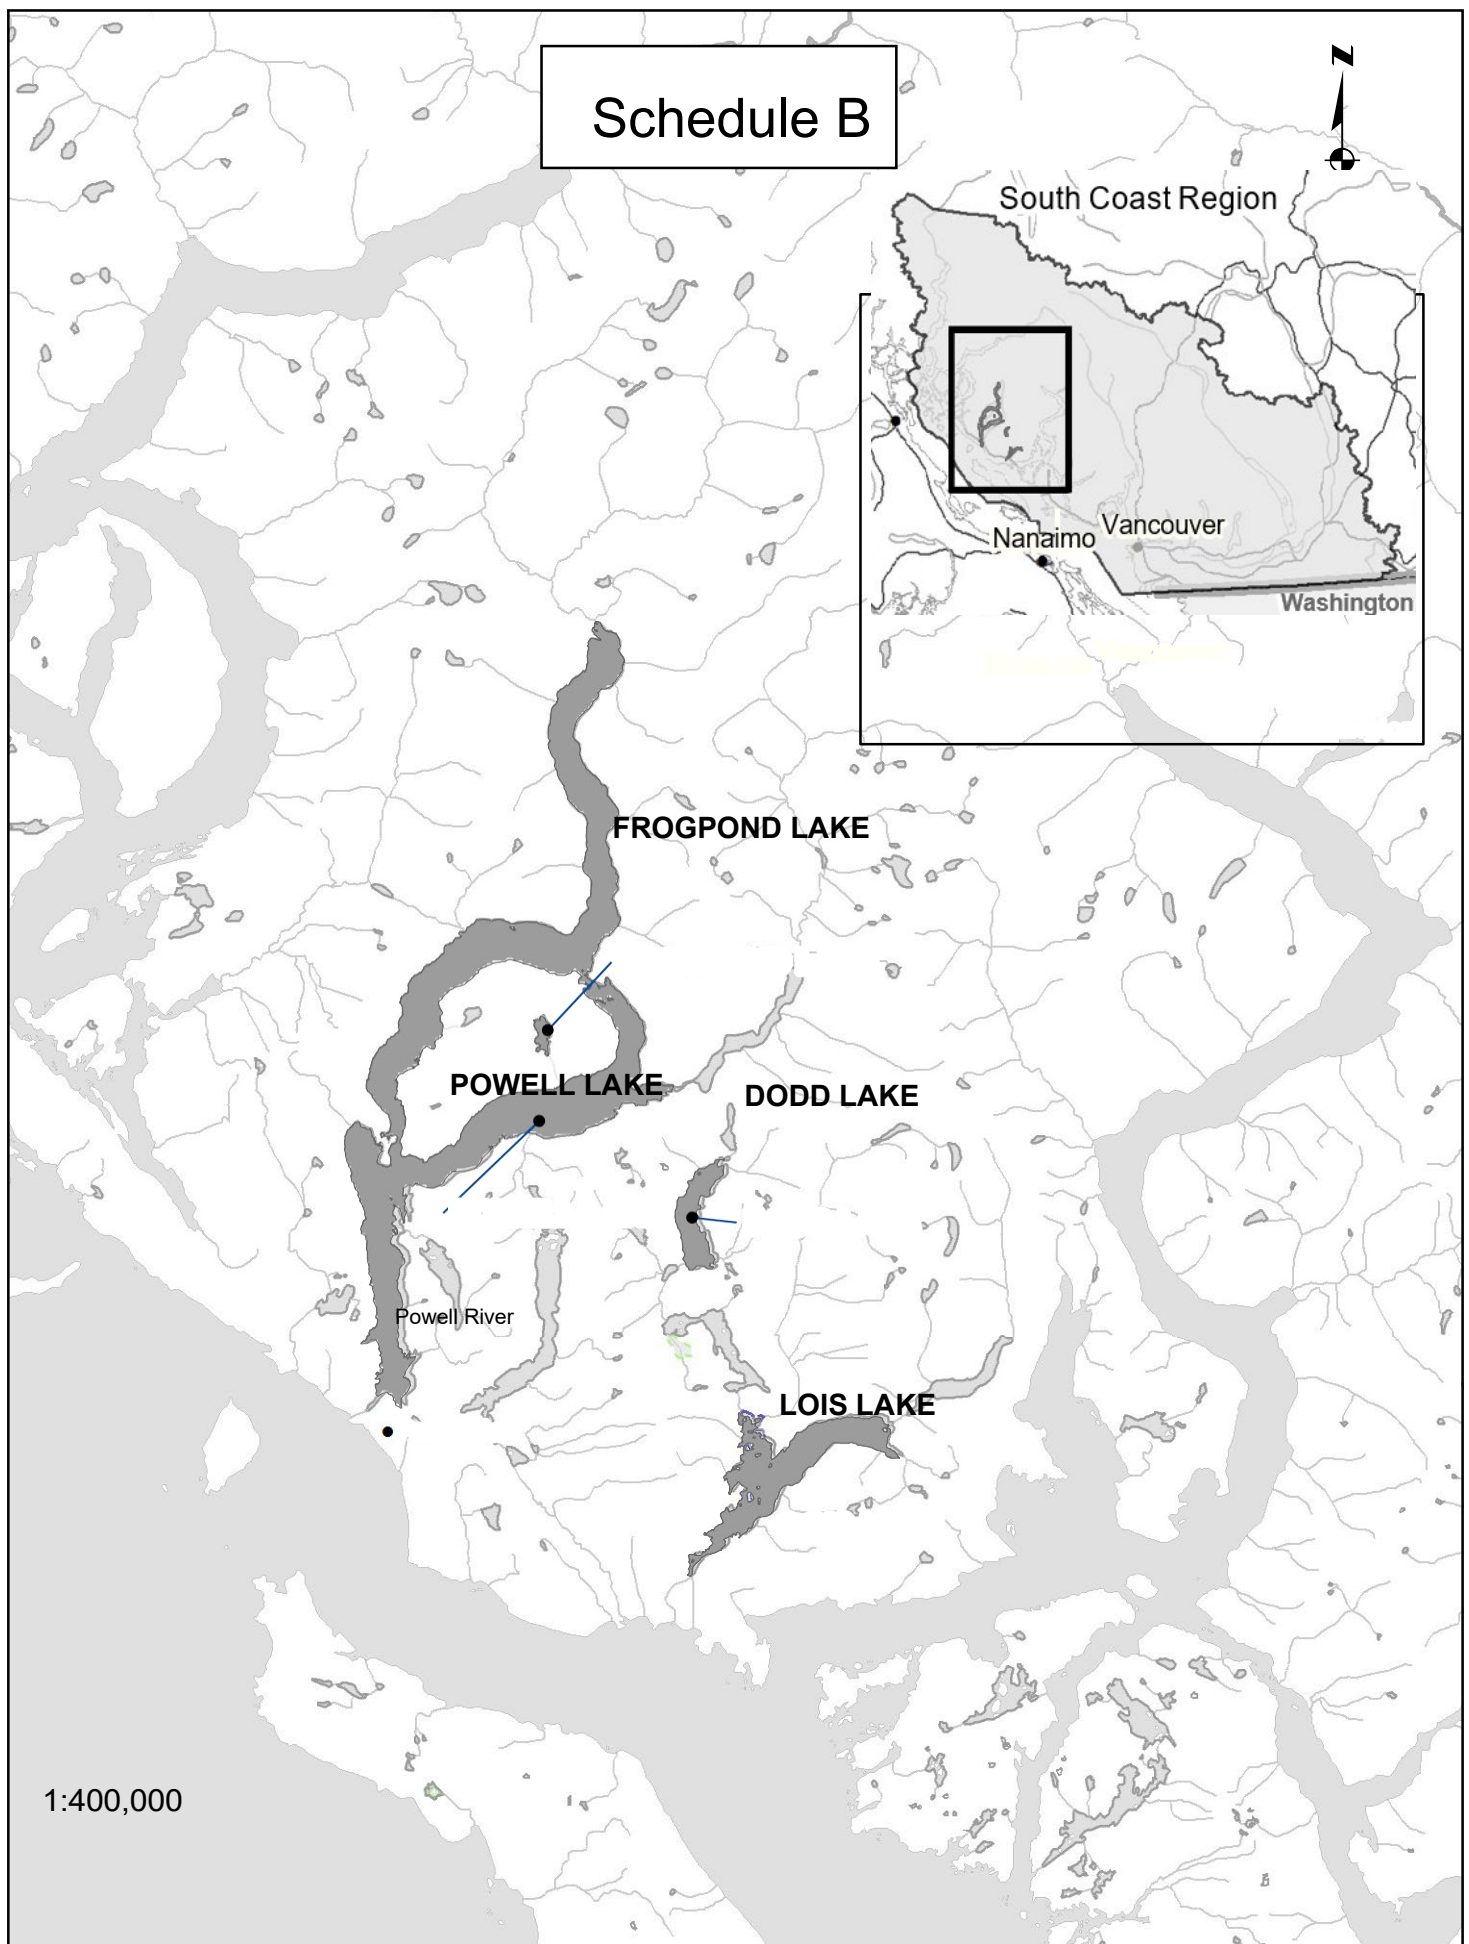 Schedule B
N
South Coast Region
Nanaimo
Vancouver
Washington
FROGPOND LAKE
POWELL LAKE
DODD LAKE
Powell River
LOIS LAKE
1:400,000